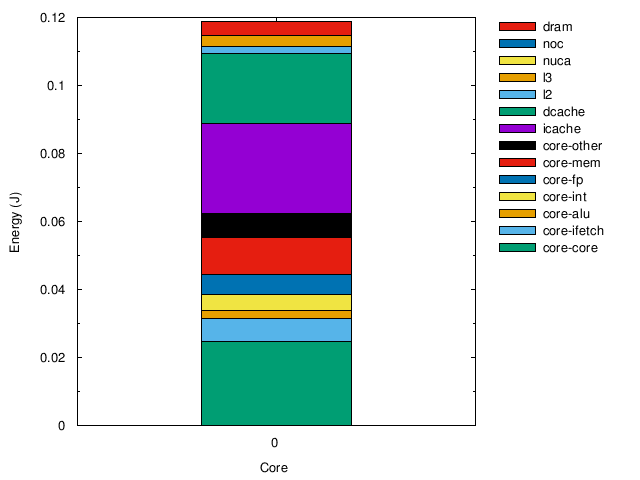 0.12
0.1
0.08
0.06
0.04
0.02
0
Energy (J)
0
Core
dram
noc
nuca
l3
l2
dcache
icache
core-other
core-mem
core-fp
core-int
core-alu
core-ifetch
core-core